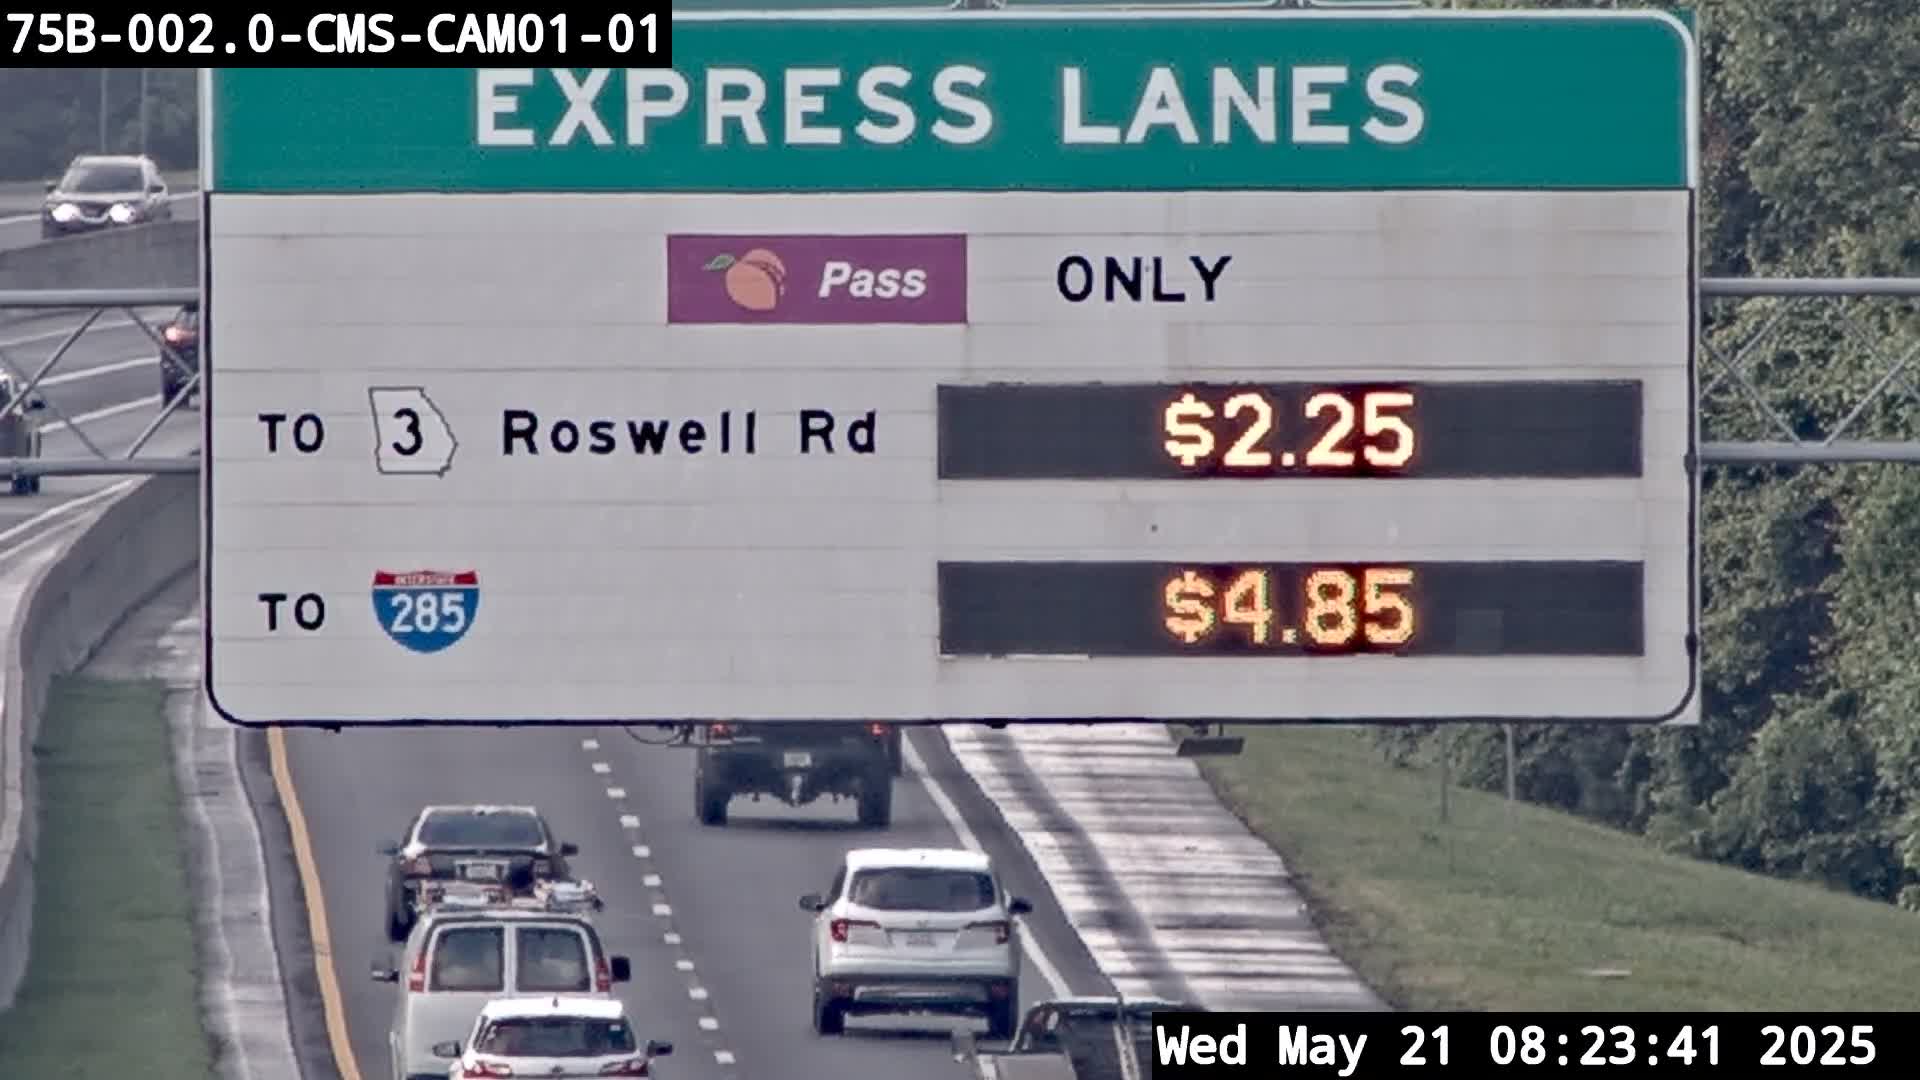 75B-002.0-CMS-CAM01-01
EXPRESS LANES
Pass ONLY
TO 3 Roswell Rd $2.25
INTERSTATE
TO 285 $4.85
Wed May 21 08:23:41 2025